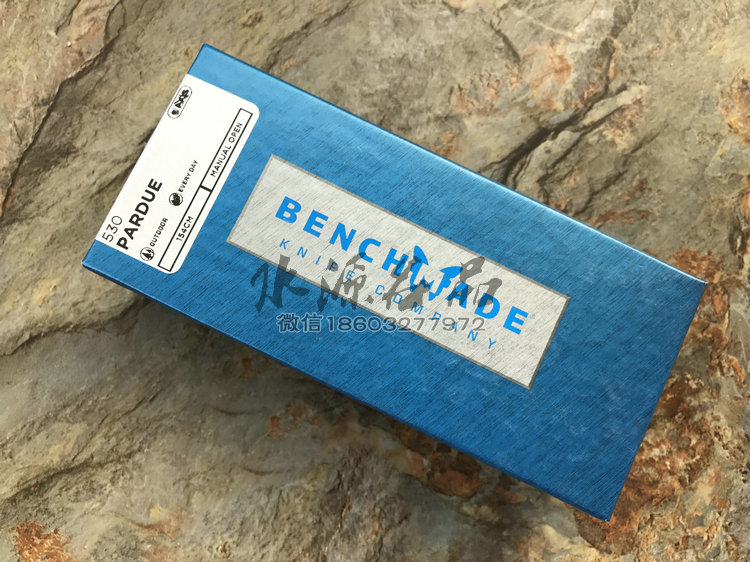 530
PARDUE
OUTDOOR
EVERY DAY
154CM
MANUAL OPEN
AXIS
BENCHMADE
KNIFE COMPANY
微信18603277972